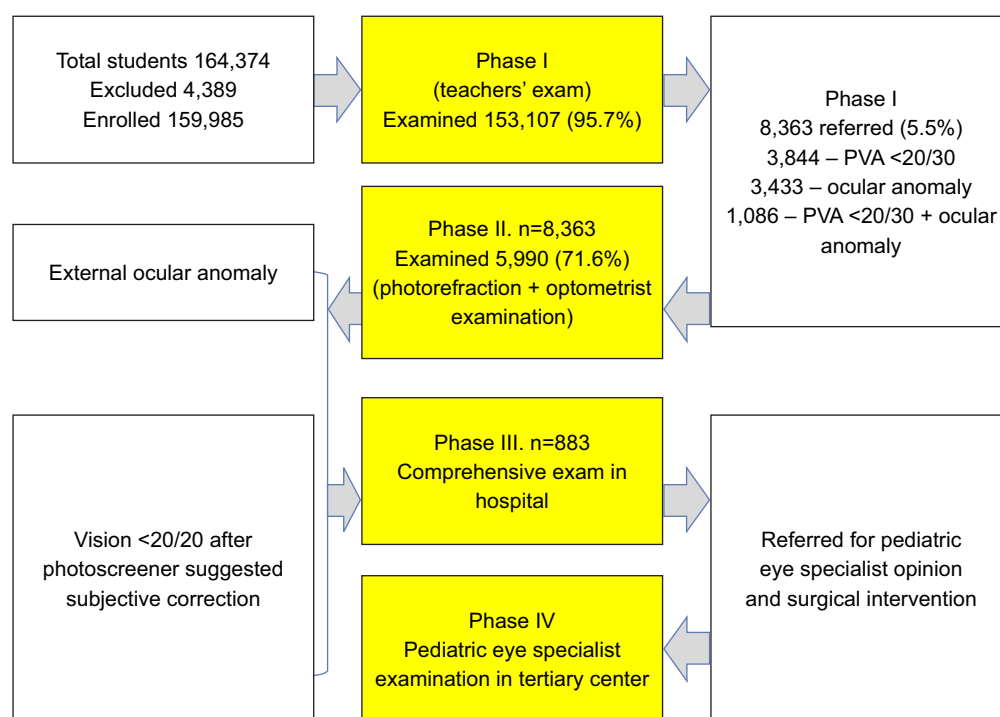 Total students 164,374
Excluded 4,389
Enrolled 159,985
Phase I
(teachers’ exam)
Examined 153,107 (95.7%)
Phase I
8,363 referred (5.5%)
3,844 – PVA <20/30
3,433 – ocular anomaly
1,086 – PVA <20/30 + ocular
anomaly
Phase II. n=8,363
Examined 5,990 (71.6%)
(photorefraction + optometrist
examination)
External ocular anomaly
Vision <20/20 after
photoscreener suggested
subjective correction
Phase III. n=883
Comprehensive exam in
hospital
Referred for pediatric
eye specialist opinion
and surgical intervention
Phase IV
Pediatric eye specialist
examination in tertiary center